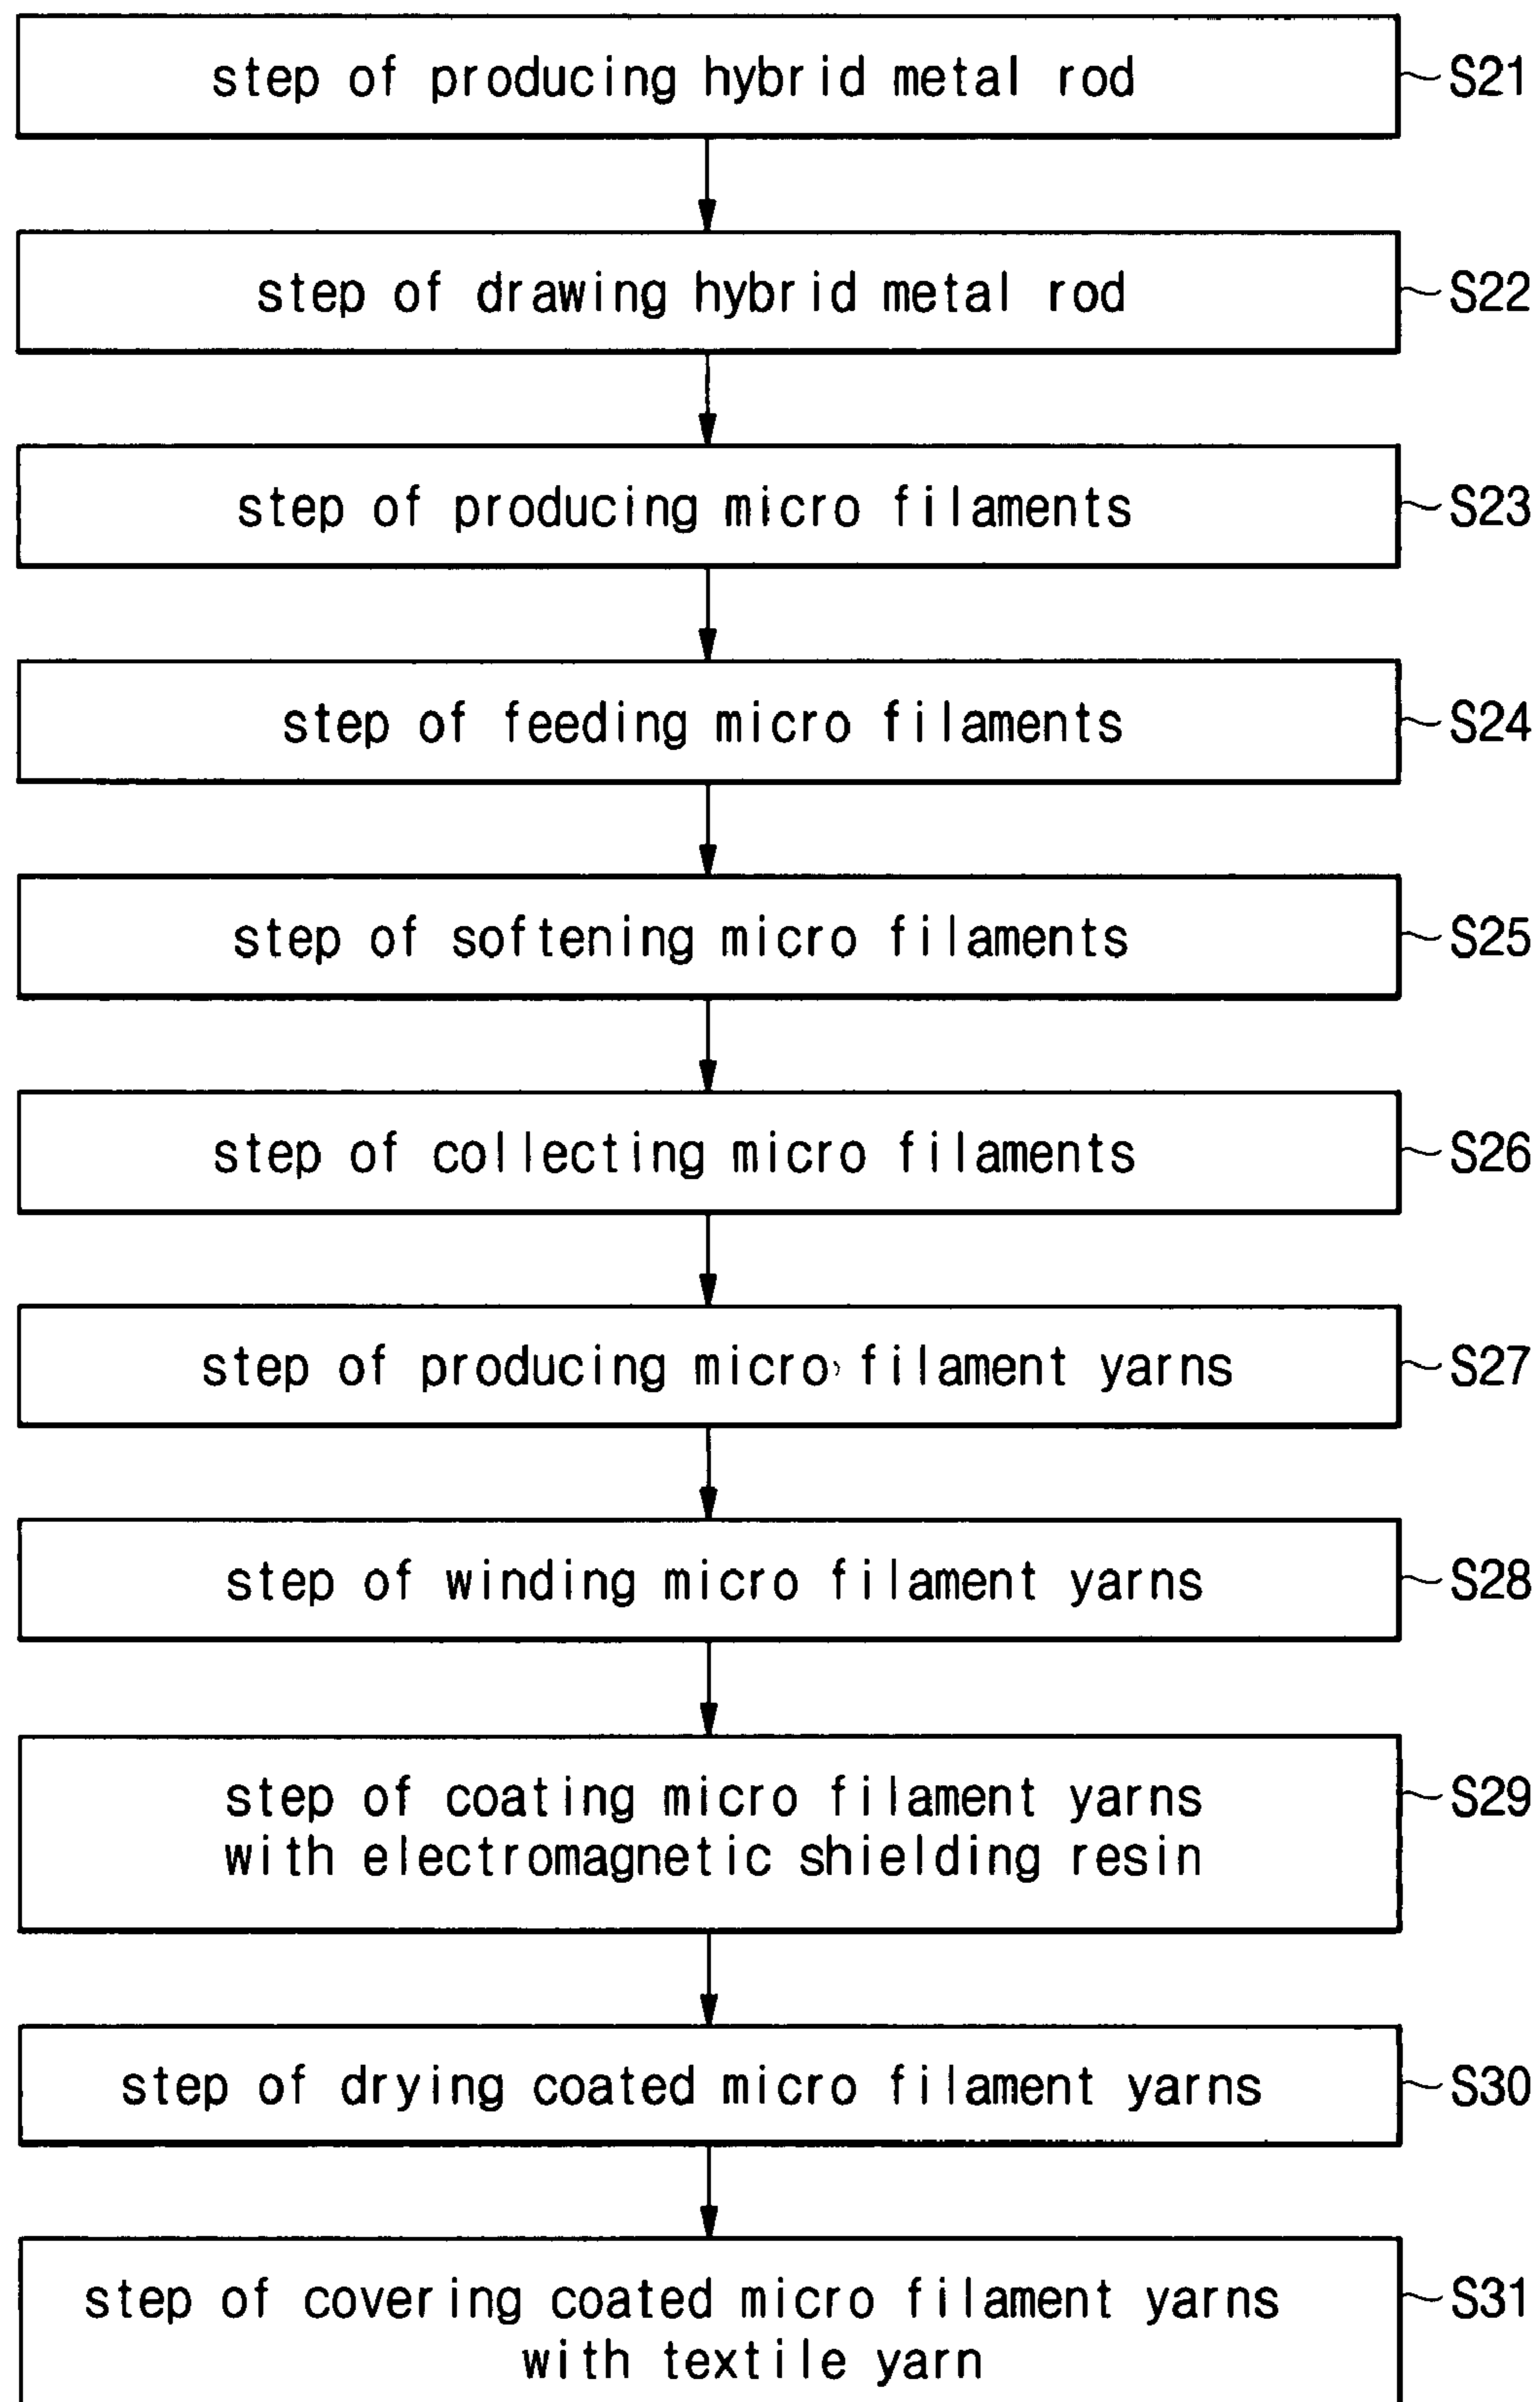 step of producing hybrid metal rod S21
step of drawing hybrid metal rod S22
step of producing micro filaments S23
step of feeding micro filaments S24
step of softening micro filaments S25
step of collecting micro filaments S26
step of producing micro filament yarns S27
step of winding micro filament yarns S28
step of coating micro filament yarns S29
with electromagnetic shielding resin
step of drying coated micro filament yarns S30
step of covering coated micro filament yarns S31
with textile yarn